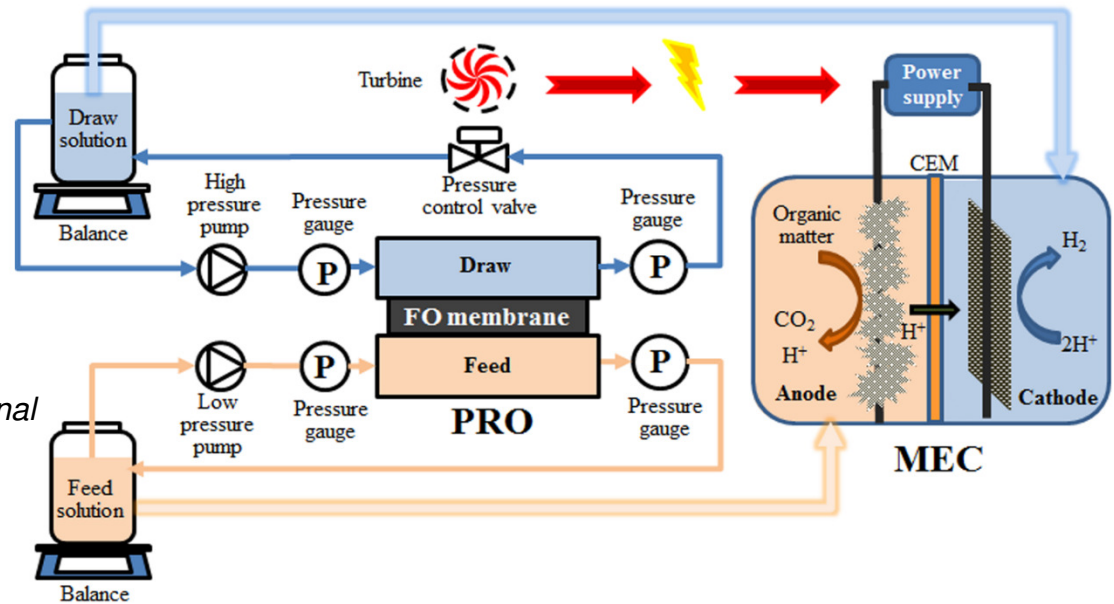 Turbine
Power
supply
Draw
solution
CEM
High
pressure
pump
Pressure
gauge
Pressure
control valve
Pressure
gauge
Balance
Organic
matter
H2
P
Draw
P
FO membrane
CO2
H+
H+
2H+
P
Feed
P
Anode
Cathode
Low
pressure
pump
Pressure
gauge
PRO
Pressure
gauge
MEC
nal
Feed
solution
Balance